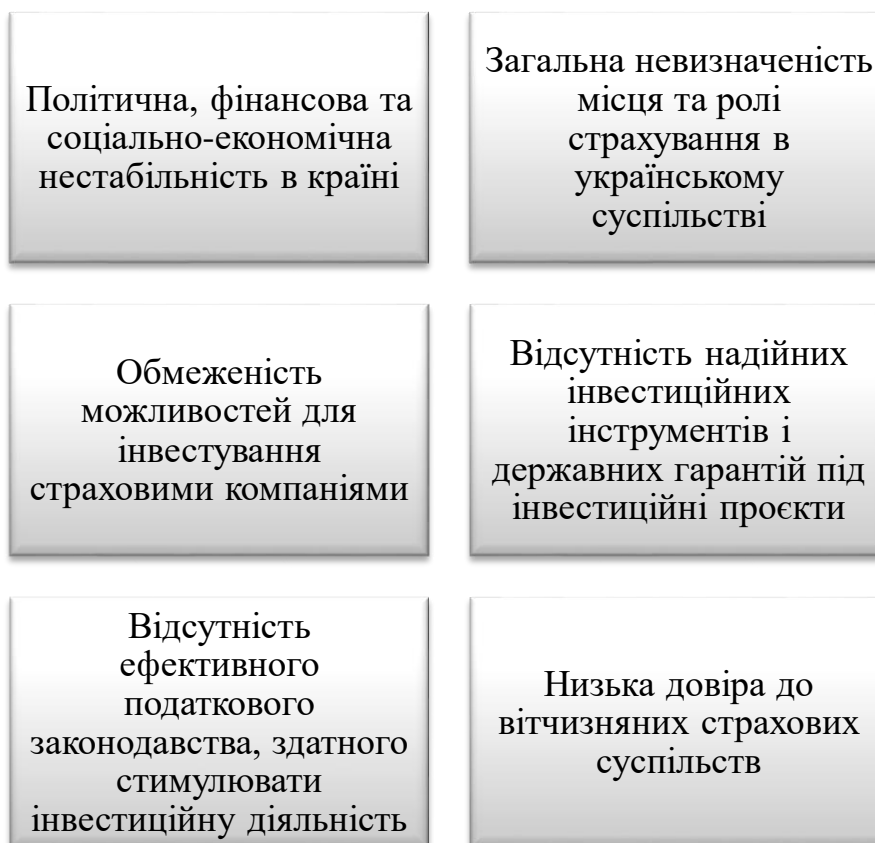 Політична, фінансова та
соціально-економічна
нестабільність в країні
Загальна невизначеність
місця та ролі
страхування в
українському
суспільстві
Обмеженість
можливостей для
інвестування
страховими компаніями
Відсутність надійних
інвестиційних
інструментів і
державних гарантій під
інвестиційні проєкти
Відсутність
ефективного
податкового
законодавства, здатного
стимулювати
інвестиційну діяльність
Низька довіра до
вітчизняних страхових
суспільств